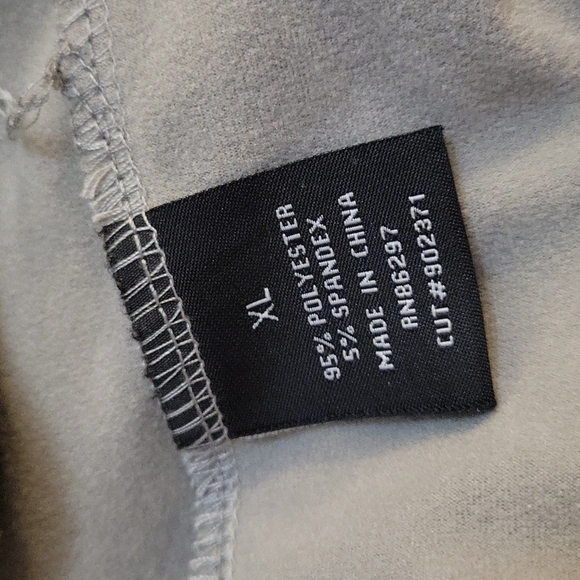 XL
95% POLYESTER
5% SPANDEX
MADE IN CHINA
RN86297
CUT#902371